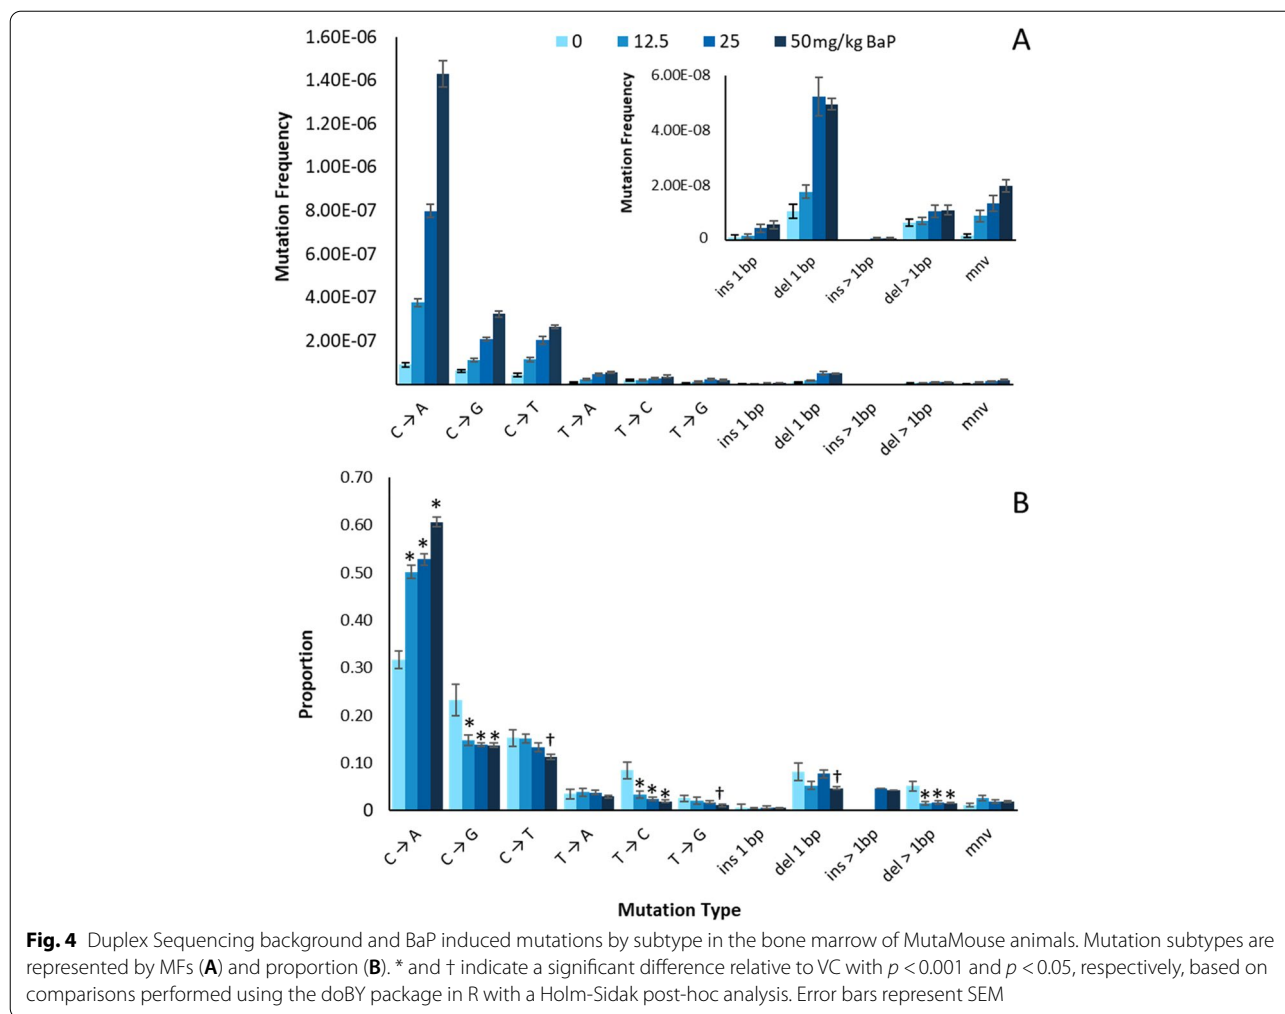 0 12.5 25 50mg/kg BaP
A
1.60E-06
1.40E-06
1.20E-06
1.00E-06
8.00E-07
6.00E-07
4.00E-07
2.00E-07
Mutation Frequency
C → A
C → G
C → T
T → A
T → C
T → G
ins 1 bp
del 1 bp
ins > 1bp
del > 1bp
mnv
6.00E-08
4.00E-08
2.00E-08
0
Mutation Frequency
ins 1 bp
del 1 bp
ins > 1bp
del > 1bp
mnv
B
0.70
0.60
0.50
0.40
0.30
0.20
0.10
0
Proportion
* * *
* * *
†
* * *
†
†
* * *
C → A
C → G
C → T
T → A
T → C
T → G
ins 1 bp
del 1 bp
ins > 1bp
del > 1bp
mnv
Mutation Type
Fig. 4 Duplex Sequencing background and BaP induced mutations by subtype in the bone marrow of MutaMouse animals. Mutation subtypes are
represented by MFs (A) and proportion (B). * and † indicate a significant difference relative to VC with p < 0.001 and p < 0.05, respectively, based on
comparisons performed using the doBY package in R with a Holm-Sidak post-hoc analysis. Error bars represent SEM